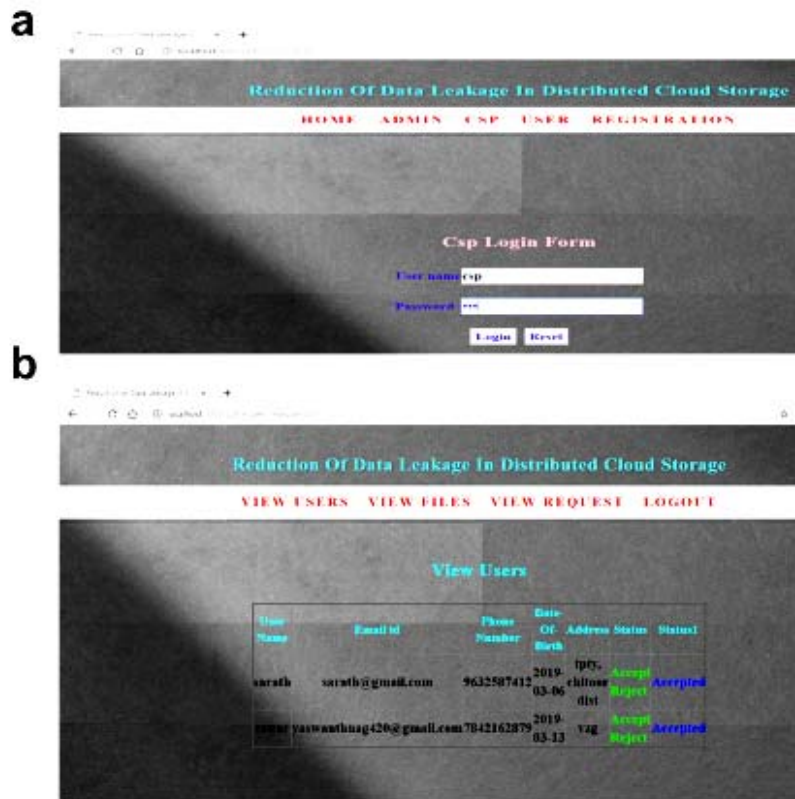 a
Reduction Of Data Leakage In Distributed Cloud Storage
HOME ADMIN CSP USER REGISTRATION
Csp Login Form
User name csp
Password ***
Login Reset
b
localhost
Reduction Of Data Leakage In Distributed Cloud Storage
VIEW USERS VIEW FILES VIEW REQUEST LOGOUT
View Users
User Name Email id Phone Number Date-Of-Birth Address Status Status1
sarath sarath@gmail.com 9632587412 2019-03-06 tpty, chitoor dist Accept Reject Accepted
yaswanthnag420@gmail.com 7842162879 2019-03-13 Accept Reject Accepted